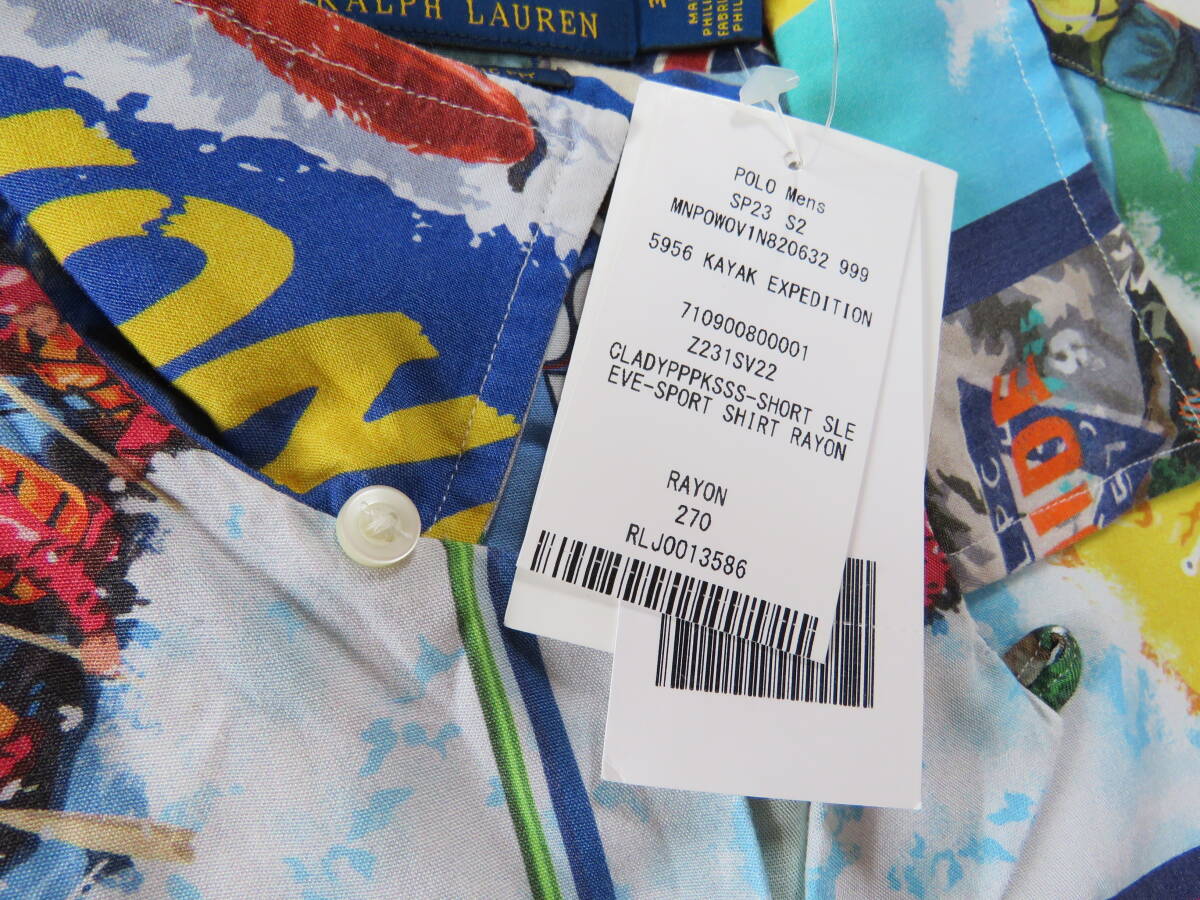 RALPH LAUREN
POLO Mens
SP23 S2
MNPOWOV1N820632 999
5956 KAYAK EXPEDITION
710900800001
Z231SV22
CLADYPPPKSSS-SHORT SLE
EVE-SPORT SHIRT RAYON
RAYON
270
RLJ0013586